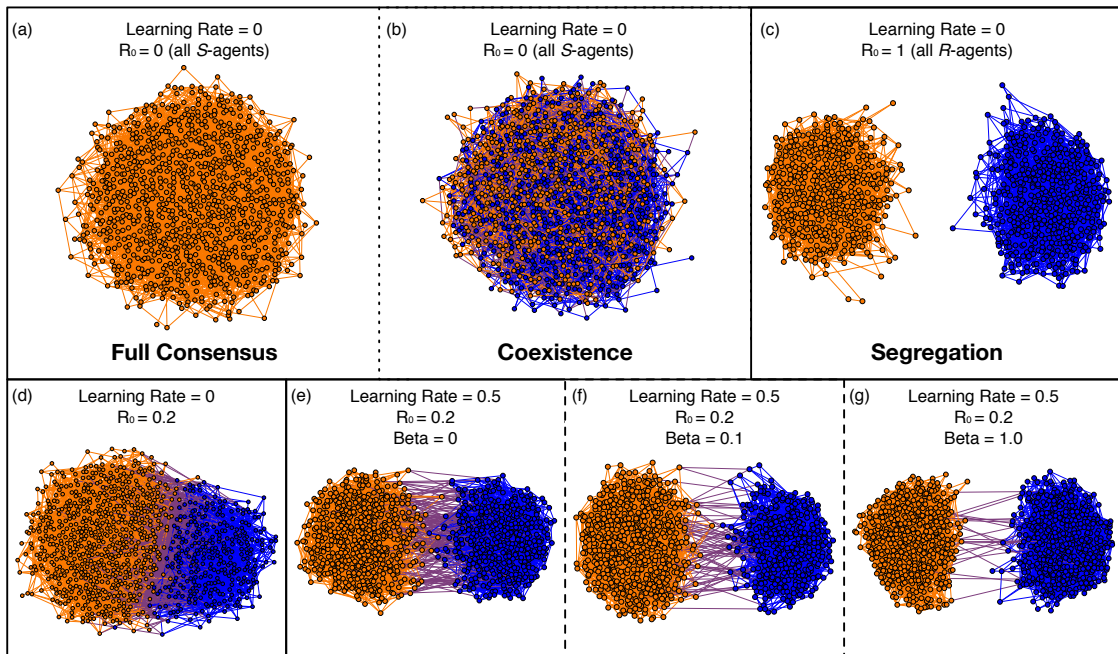 (a)
Learning Rate = 0
R₀ = 0 (all S-agents)
Full Consensus
(b)
Learning Rate = 0
R₀ = 0 (all S-agents)
Coexistence
(c)
Learning Rate = 0
R₀ = 1 (all R-agents)
Segregation
(d)
Learning Rate = 0
R₀ = 0.2
(e)
Learning Rate = 0.5
R₀ = 0.2
Beta = 0
(f)
Learning Rate = 0.5
R₀ = 0.2
Beta = 0.1
(g)
Learning Rate = 0.5
R₀ = 0.2
Beta = 1.0